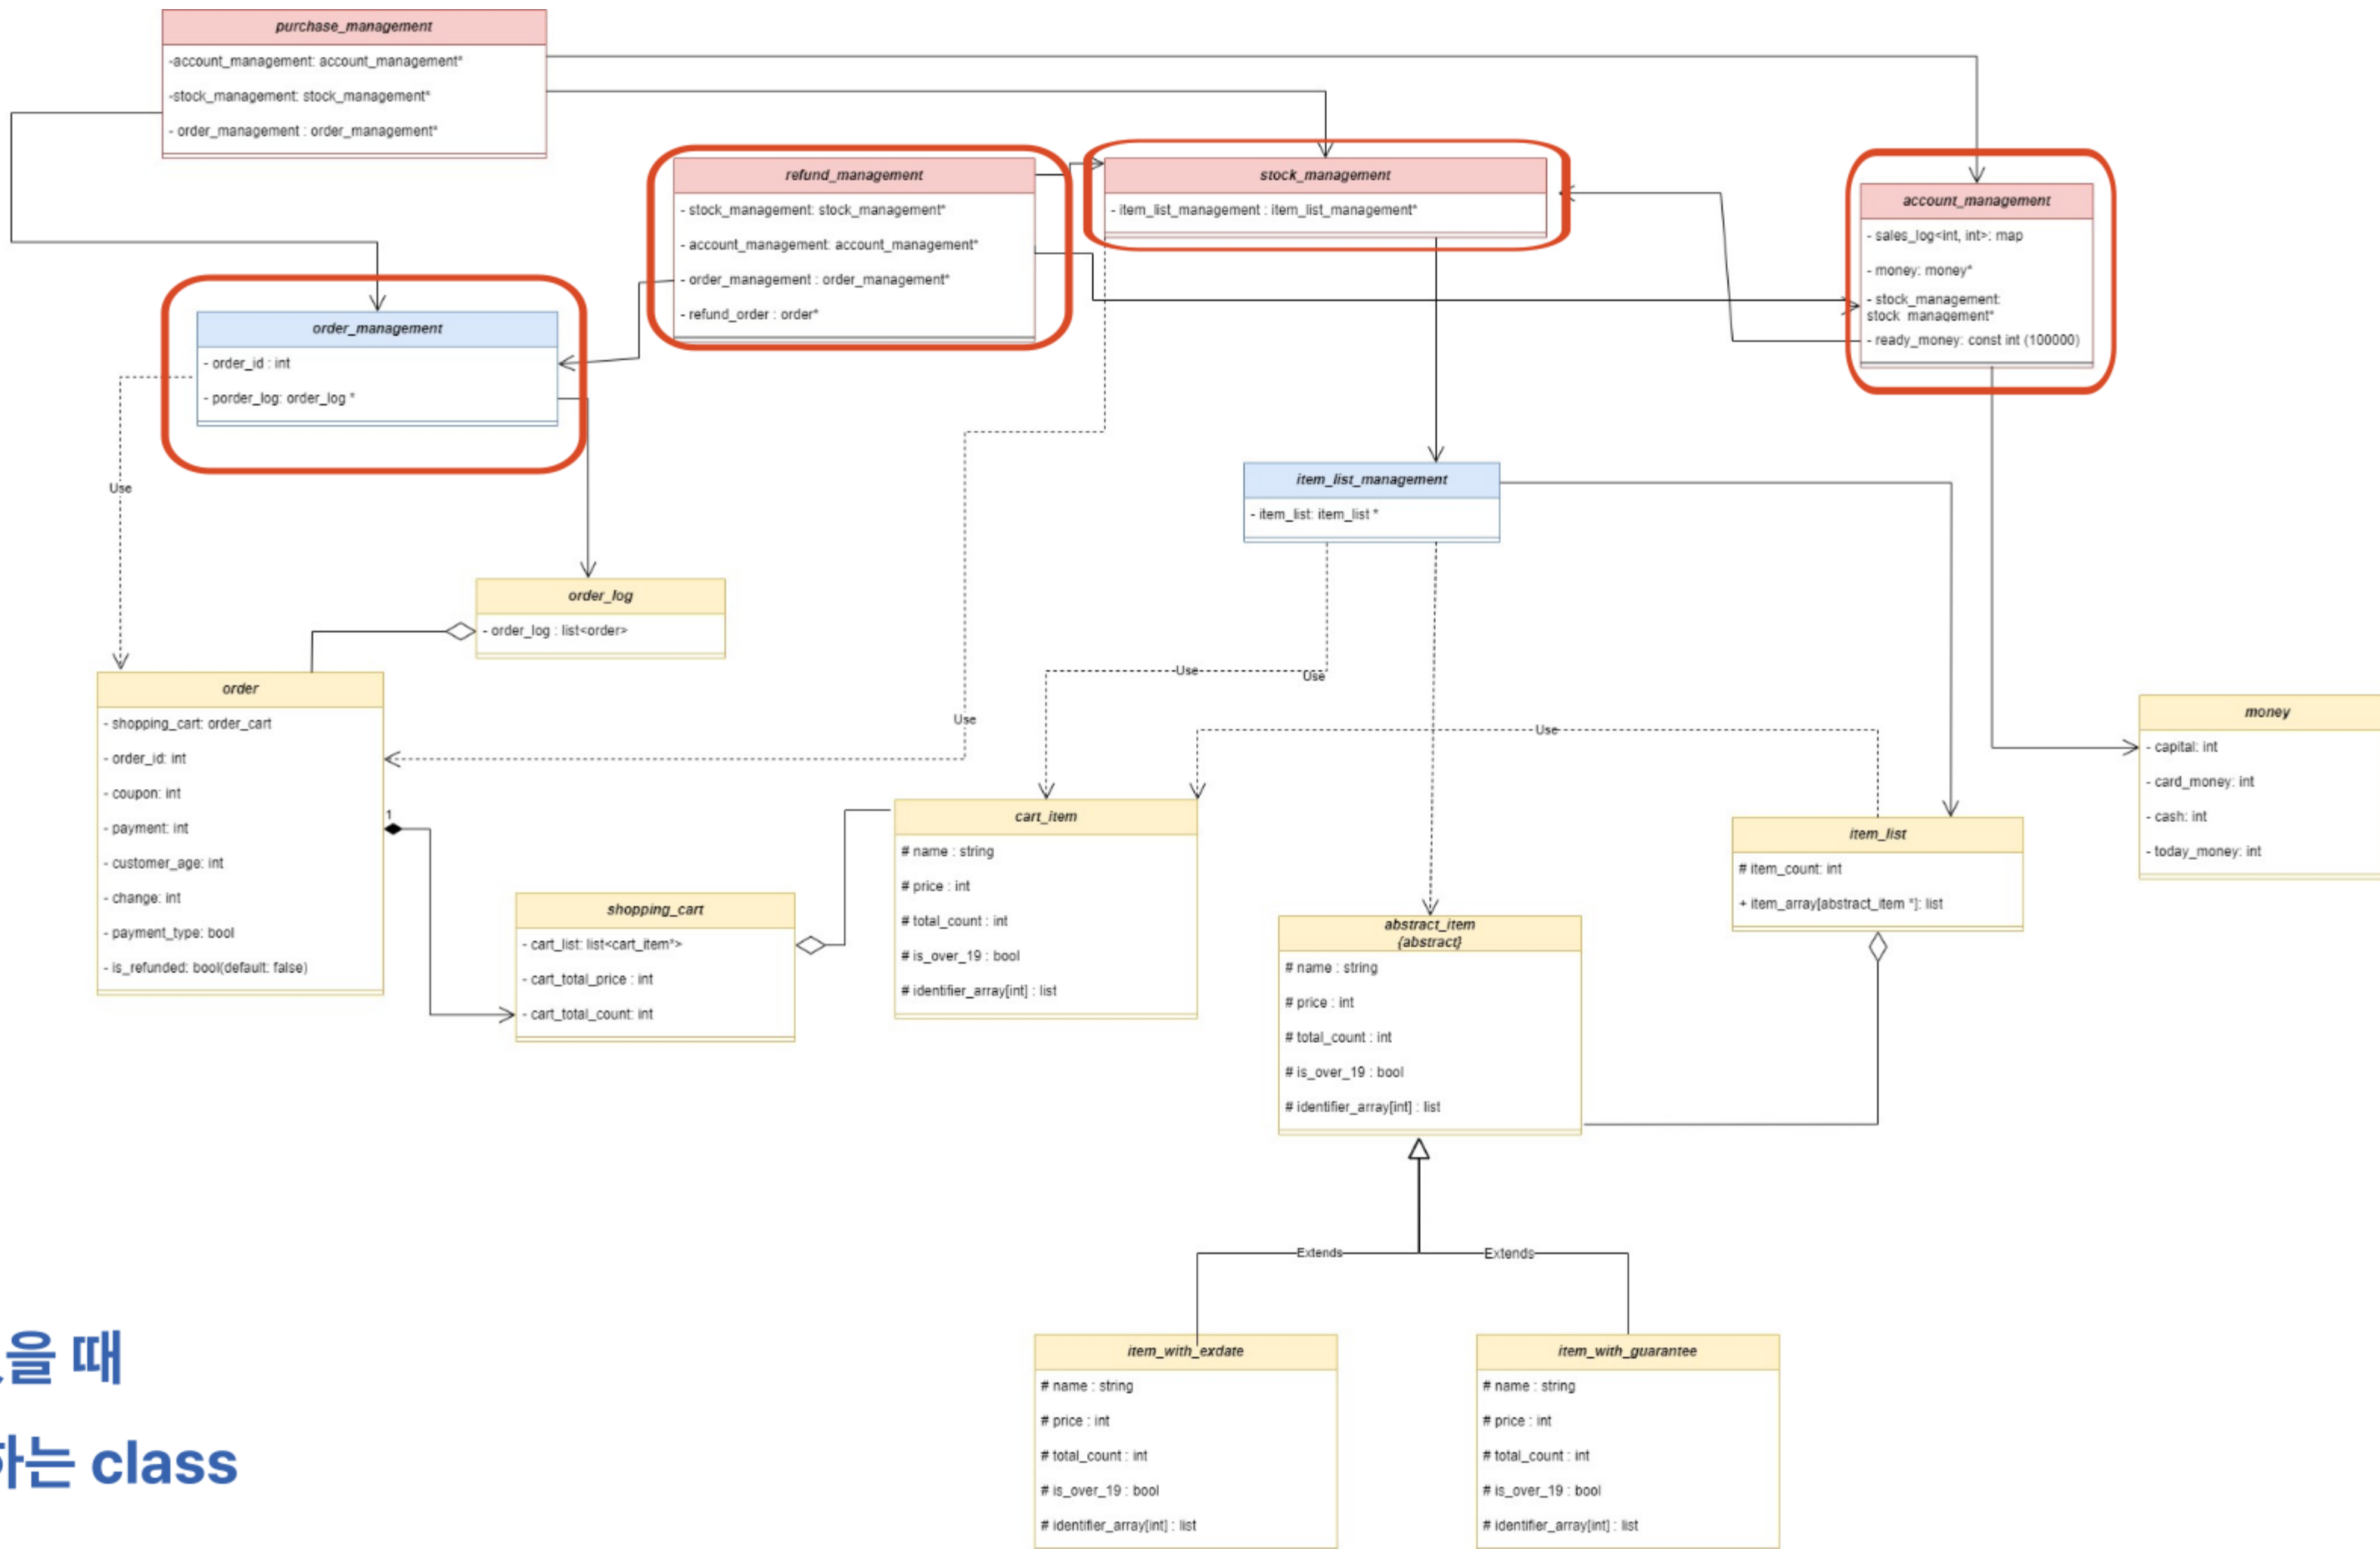 purchase_management
-account_management: account_management*
-stock_management: stock_management*
- order_management : order_management*
refund_management
- stock_management: stock_management*
- account_management: account_management*
- order_management : order_management*
- refund_order : order*
stock_management
- item_list_management : item_list_management*
account_management
- sales_log<int, int>: map
- money: money*
- stock_management:
stock_management*
- ready_money: const int (100000)
order_management
- order_id : int
- porder_log: order_log *
Use
item_list_management
- item_list: item_list *
order_log
- order_log : list<order>
Use
Use
Use
Use
order
- shopping_cart: order_cart
- order_id: int
- coupon: int
- payment: int
- customer_age: int
- change: int
- payment_type: bool
- is_refunded: bool(default: false)
1
shopping_cart
- cart_list: list<cart_item*>
- cart_total_price : int
- cart_total_count: int
cart_item
# name : string
# price : int
# total_count : int
# is_over_19 : bool
# identifier_array[int] : list
abstract_item
{abstract}
# name : string
# price : int
# total_count : int
# is_over_19 : bool
# identifier_array[int] : list
item_list
# item_count: int
+ item_array[abstract_item *]: list
money
- capital: int
- card_money: int
- cash: int
- today_money: int
Extends
Extends
item_with_exdate
# name : string
# price : int
# total_count : int
# is_over_19 : bool
# identifier_array[int] : list
item_with_guarantee
# name : string
# price : int
# total_count : int
# is_over_19 : bool
# identifier_array[int] : list
을 때
하는 class